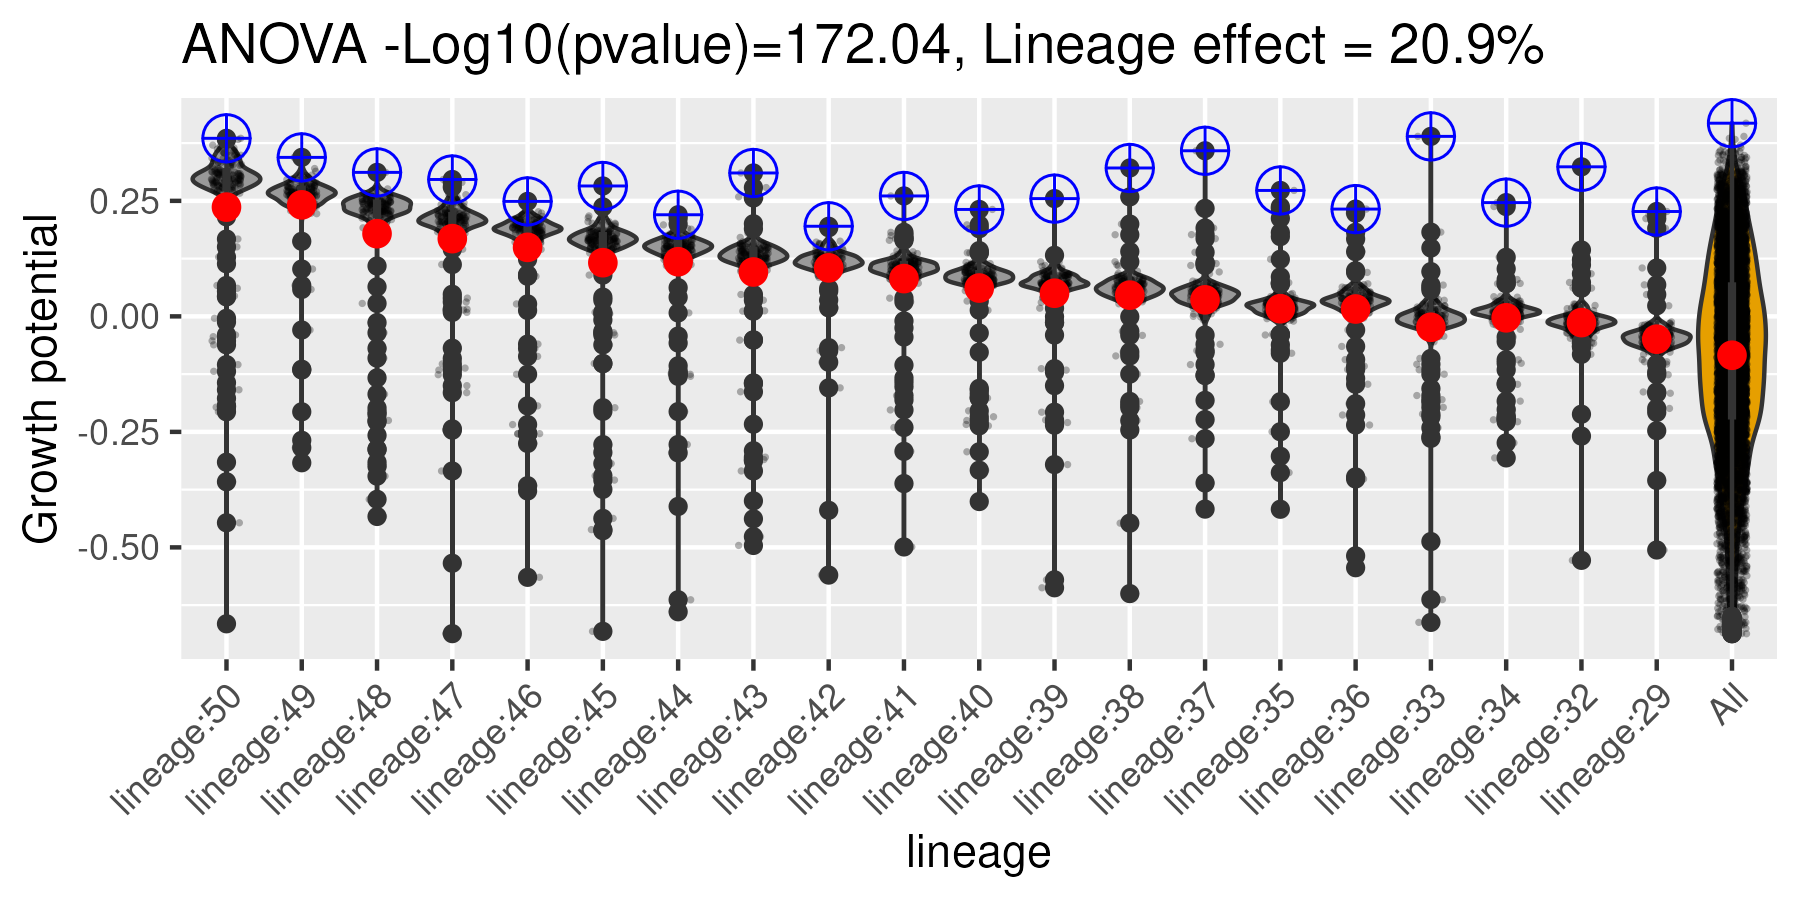 ANOVA -Log10(pvalue)=172.04, Lineage effect = 20.9%
Growth potential
0.25
0.00
-0.25
-0.50
lineage:50
lineage:49
lineage:48
lineage:47
lineage:46
lineage:45
lineage:44
lineage:43
lineage:42
lineage:41
lineage:40
lineage:39
lineage:38
lineage:37
lineage:35
lineage:36
lineage:33
lineage:34
lineage:32
lineage:29
All
lineage